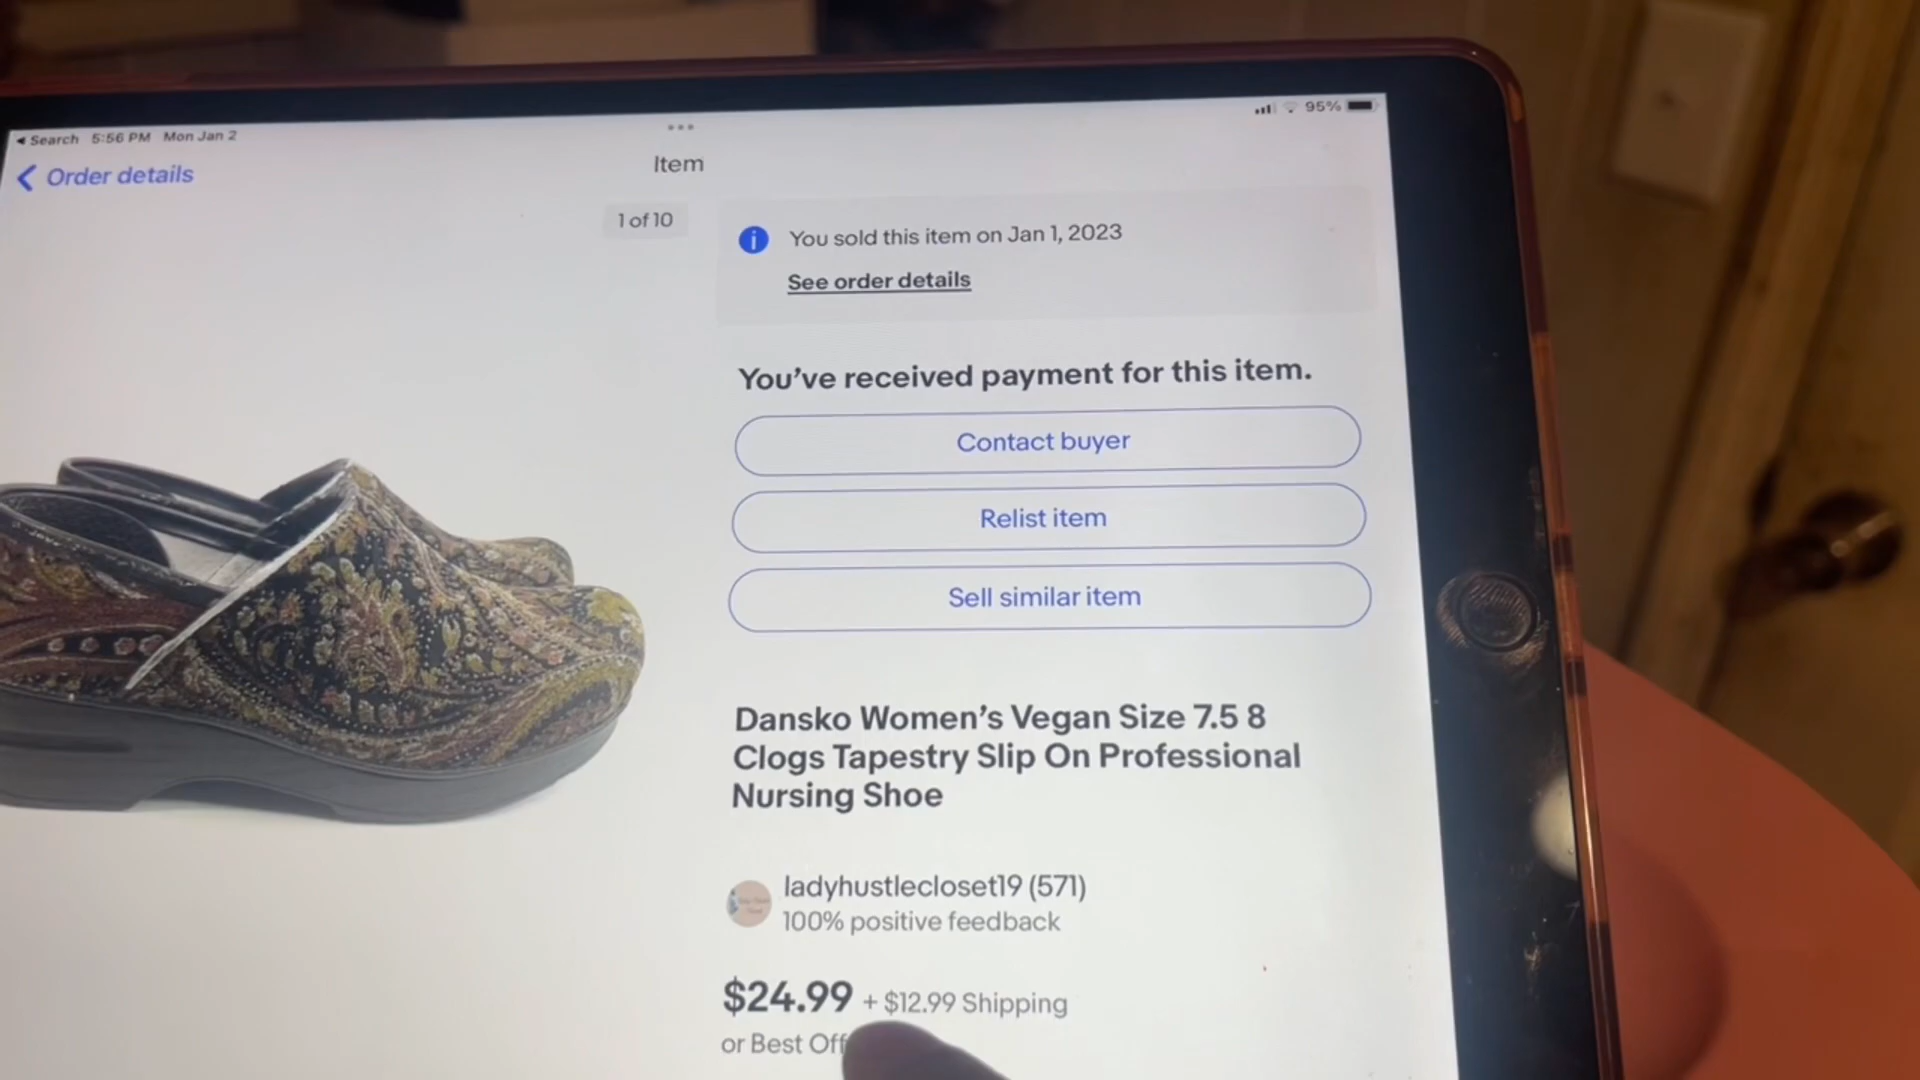 Search 5:56 PM Mon Jan 2
95%
Order details
Item
1 of 10
You sold this item on Jan 1, 2023
See order details
You've received payment for this item.
Contact buyer
Relist item
Sell similar item
Dansko Women's Vegan Size 7.5 8
Clogs Tapestry Slip On Professional
Nursing Shoe
ladyhustlecloset19 (571)
100% positive feedback
$24.99 + $12.99 Shipping
or Best Off